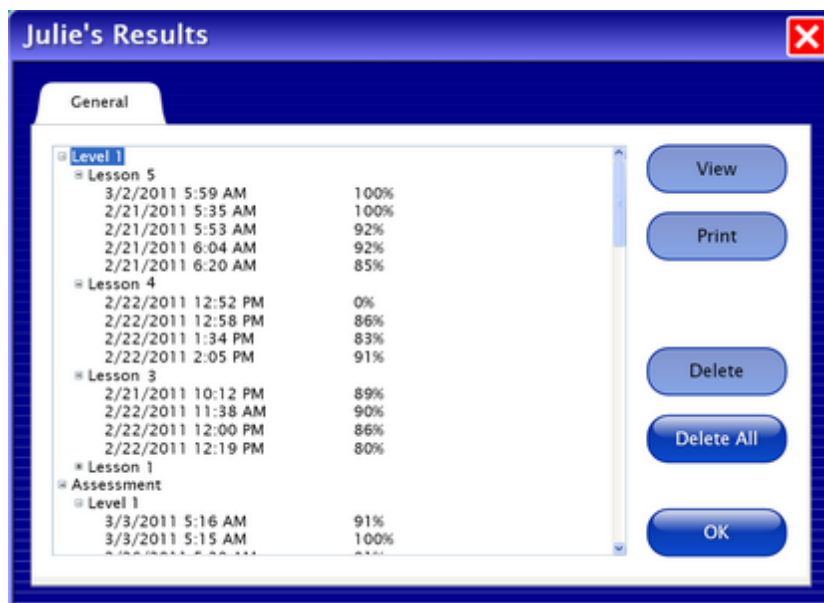 Julie's Results
General
Level 1
Lesson 5
3/2/2011 5:59 AM 100%
2/21/2011 5:35 AM 100%
2/21/2011 5:53 AM 92%
2/21/2011 6:04 AM 92%
2/21/2011 6:20 AM 85%
Lesson 4
2/22/2011 12:52 PM 0%
2/22/2011 12:58 PM 86%
2/22/2011 1:34 PM 83%
2/22/2011 2:05 PM 91%
Lesson 3
2/21/2011 10:12 PM 89%
2/22/2011 11:38 AM 90%
2/22/2011 12:00 PM 86%
2/22/2011 12:19 PM 80%
Lesson 1
Assessment
Level 1
3/3/2011 5:16 AM 91%
3/3/2011 5:15 AM 100%
View
Print
Delete
Delete All
OK